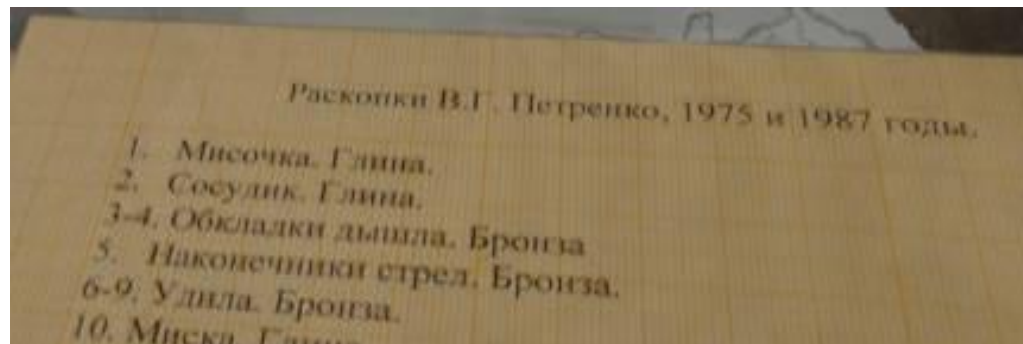 Раскопки В.Г. Петренко, 1975 и 1987 годы.
1. Мисочка. Глина.
2. Сосудик. Глина.
3-4. Обкладки дышла. Бронза
5. Наконечники стрел. Бронза.
6-9. Удила. Бронза.
10. Миска. Глина